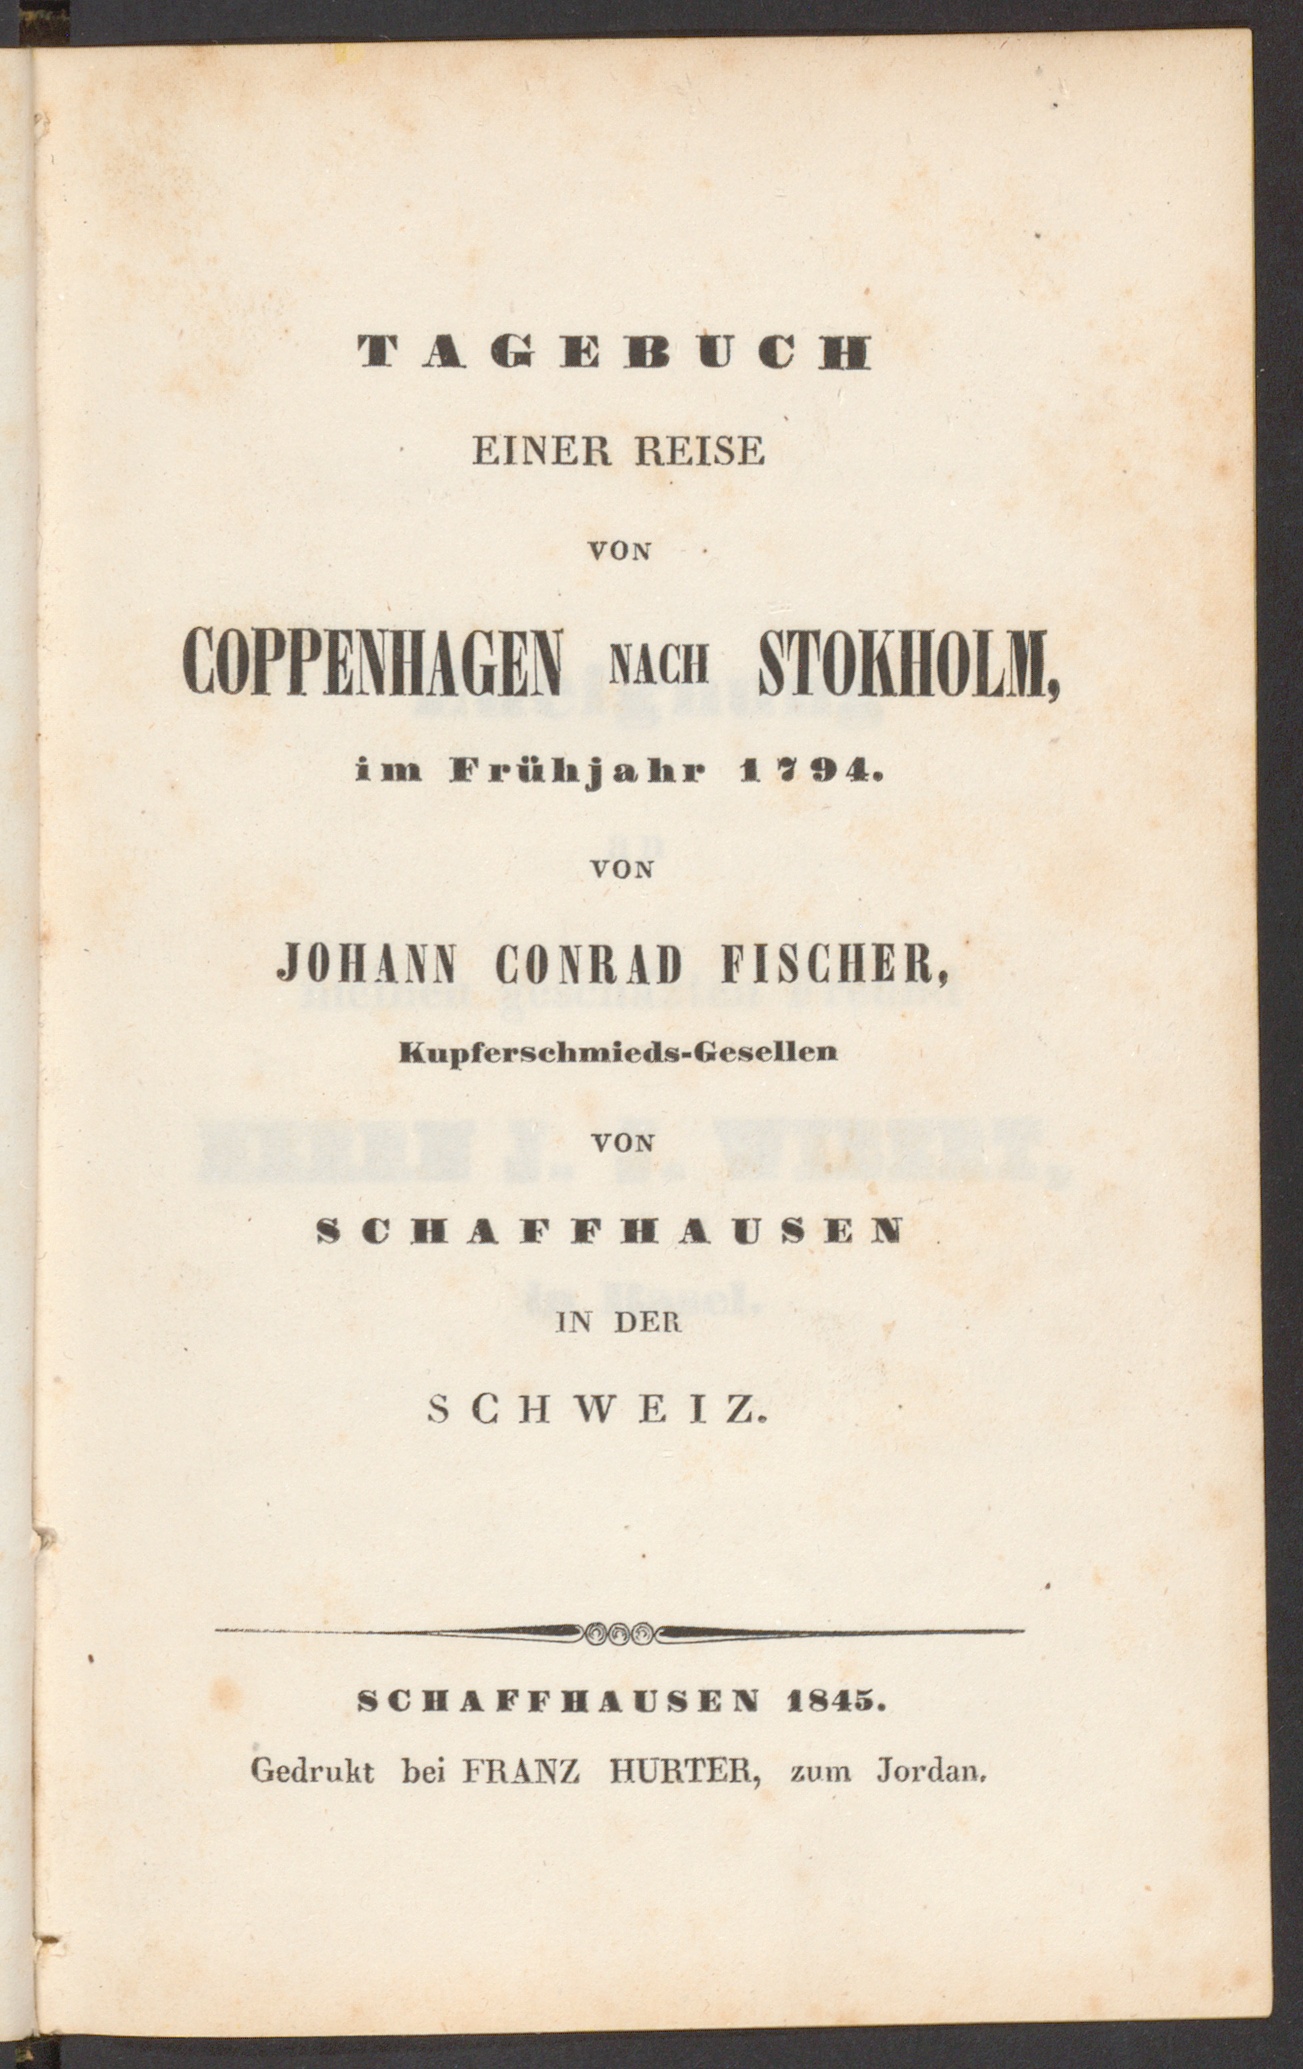 TAGEBUCH
EINER REISE
VON
COPPENHAGEN NACH STOKHOLM,
im Frühjahr 1794.
VON
JOHANN CONRAD FISCHER,
Kupferschmieds-Gesellen
VON
SCHAFFHAUSEN
IN DER
SCHWEIZ.
SCHAFFHAUSEN 1845.
Gedrukt bei FRANZ HURTER, zum Jordan.